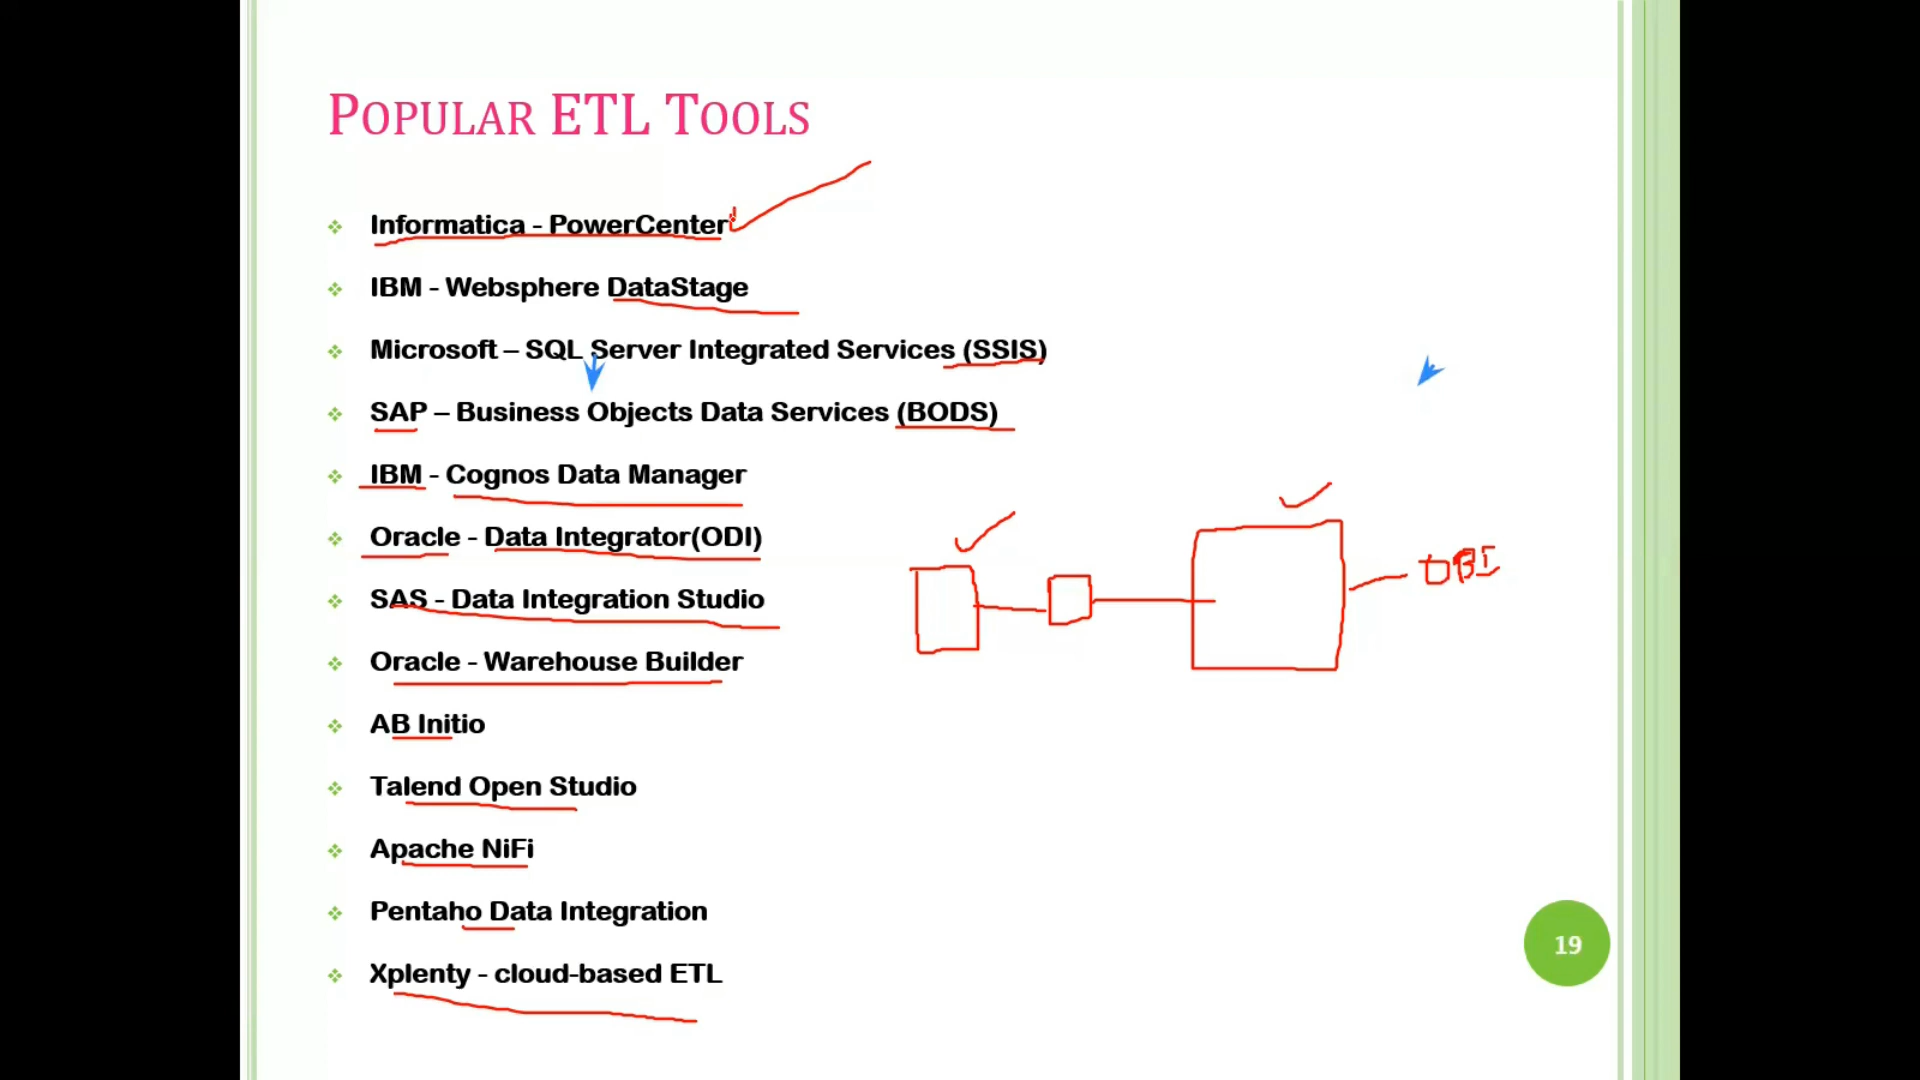 POPULAR ETL TOOLS
Informatica - PowerCenter
IBM - Websphere DataStage
Microsoft – SQL Server Integrated Services (SSIS)
SAP – Business Objects Data Services (BODS)
IBM - Cognos Data Manager
Oracle - Data Integrator(ODI)
SAS - Data Integration Studio
Oracle - Warehouse Builder
AB Initio
Talend Open Studio
Apache NiFi
Pentaho Data Integration
Xplenty - cloud-based ETL
19